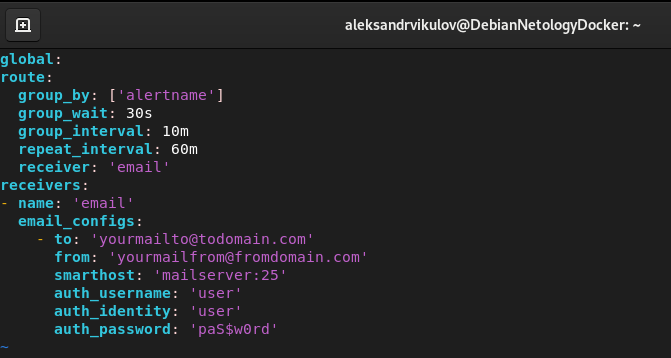 aleksandrvikulov@DebianNetologyDocker: ~
global:
route:
  group_by: ['alertname']
  group_wait: 30s
  group_interval: 10m
  repeat_interval: 60m
  receiver: 'email'
receivers:
- name: 'email'
  email_configs:
    - to: 'yourmailto@todomain.com'
      from: 'yourmailfrom@fromdomain.com'
      smarthost: 'mailserver:25'
      auth_username: 'user'
      auth_identity: 'user'
      auth_password: 'paS$w0rd'
~